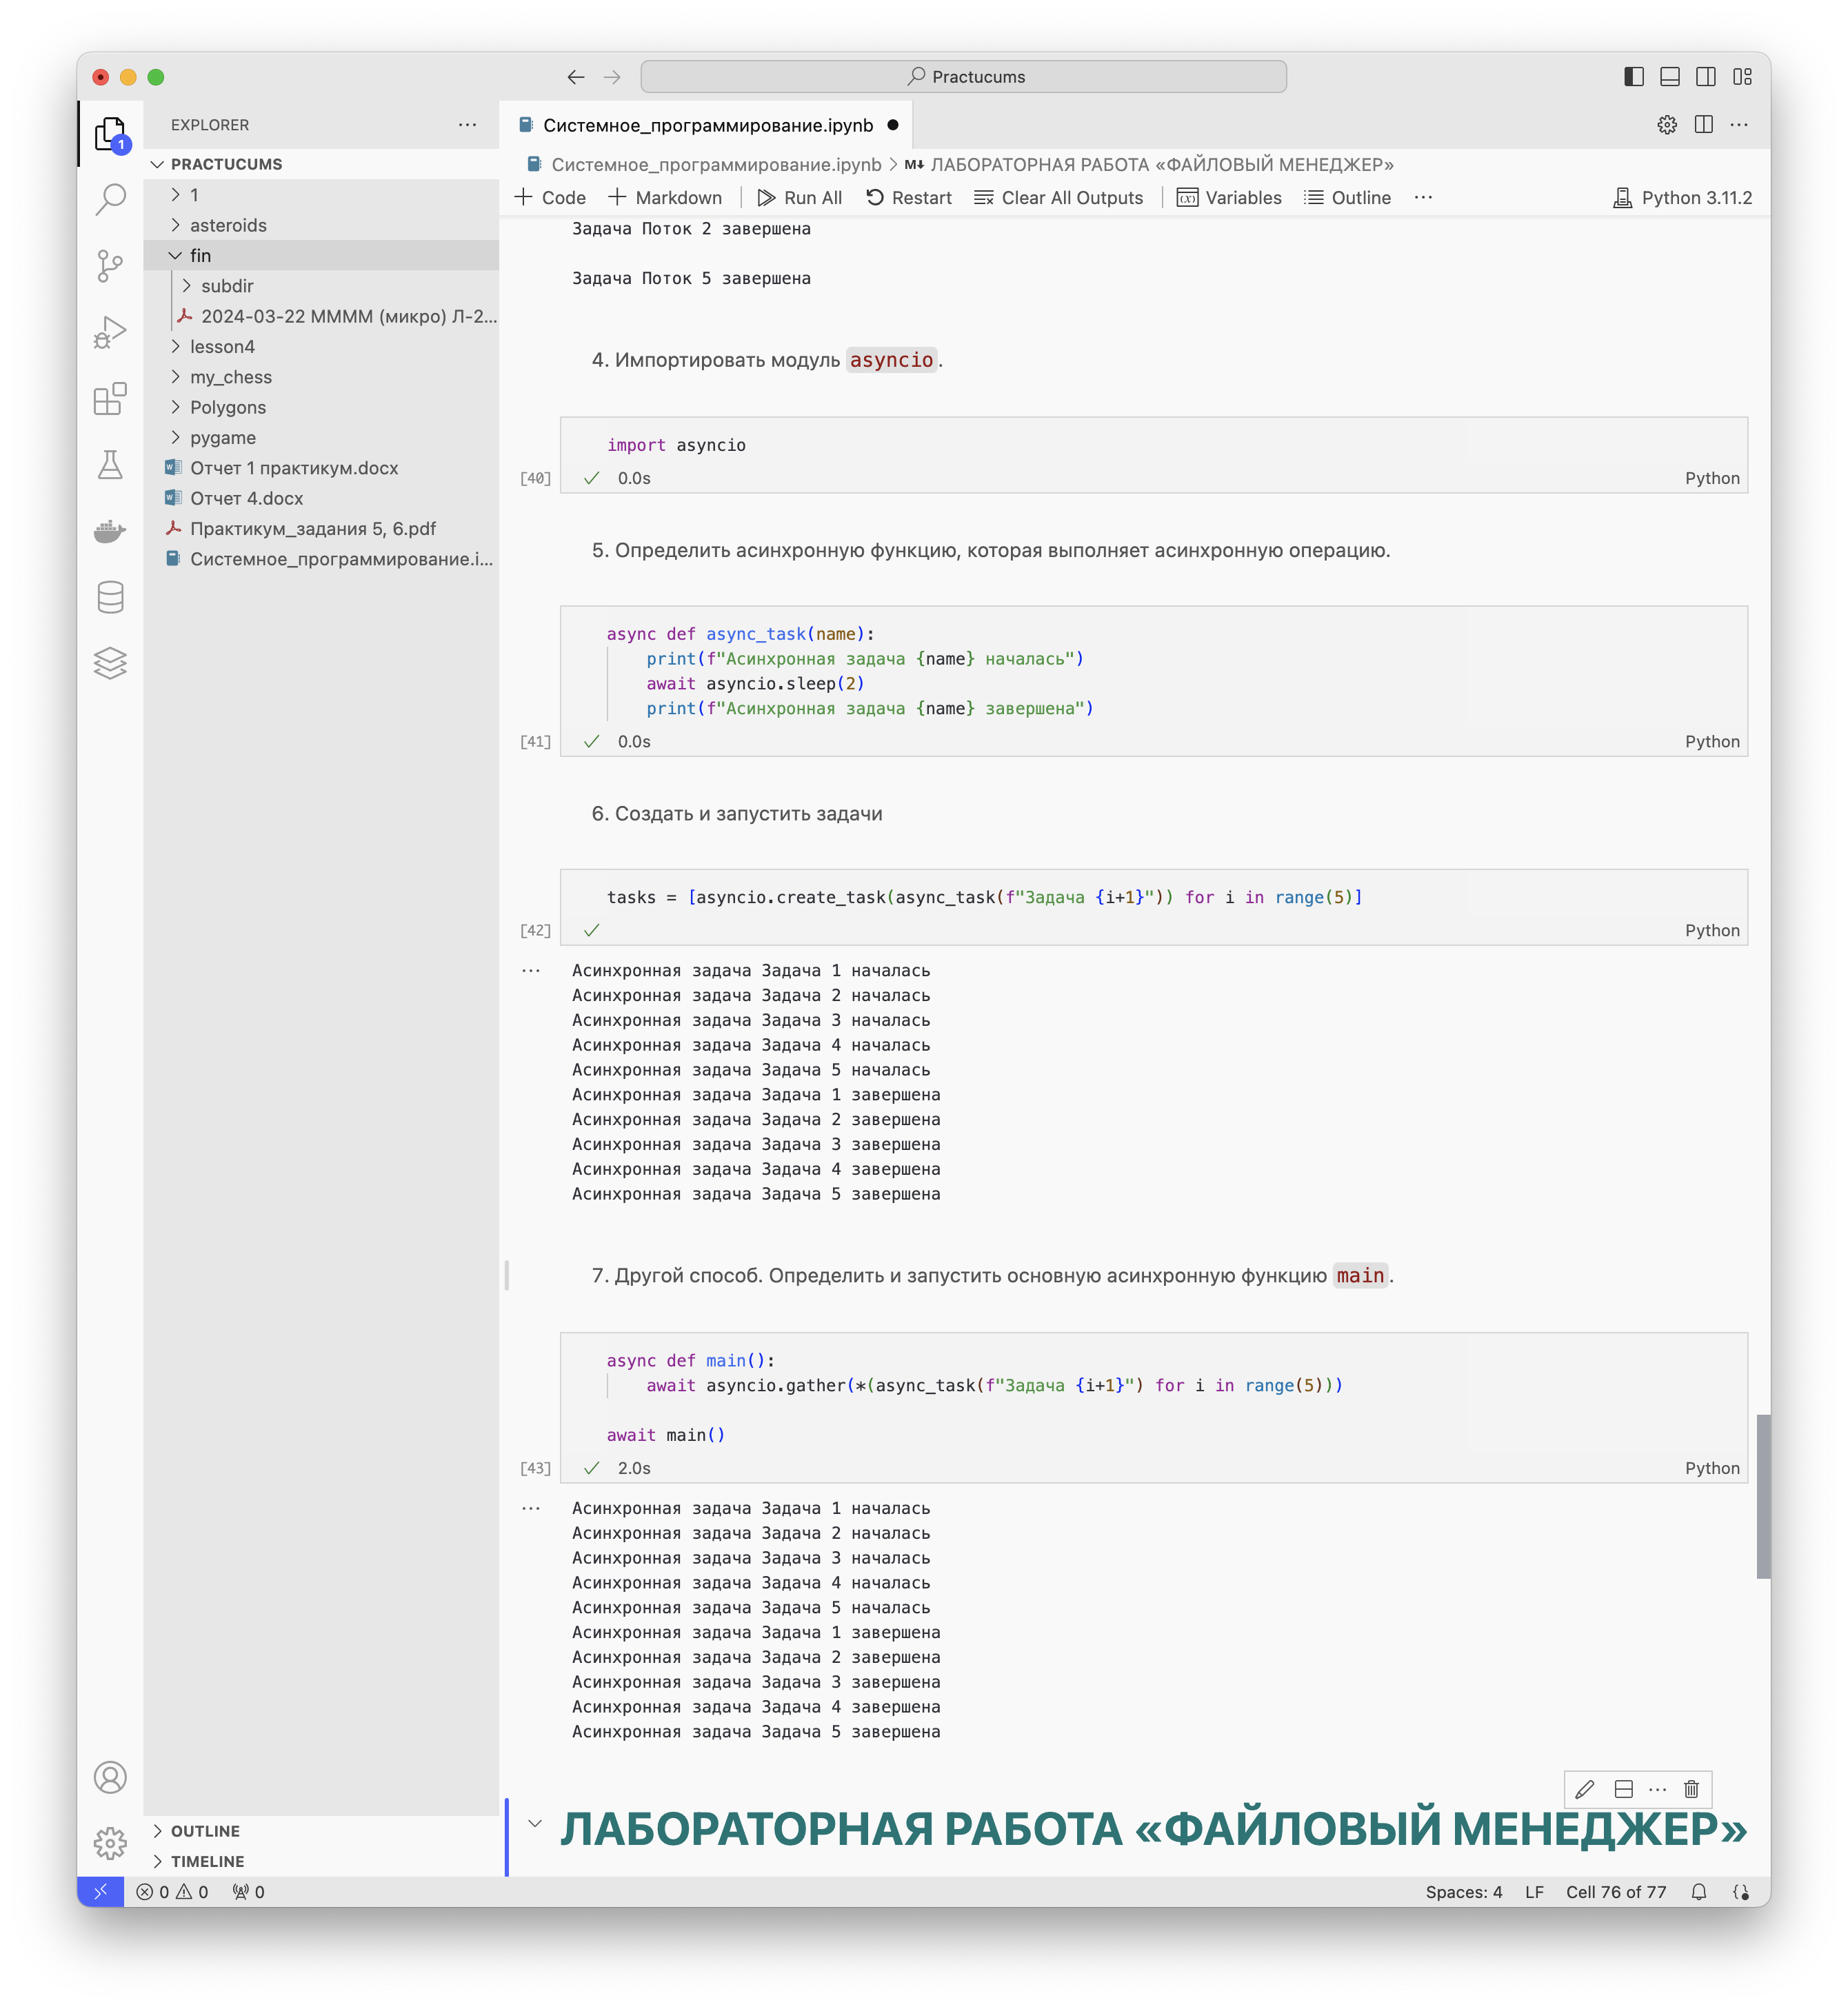 Practucums
EXPLORER
PRACTUCUMS
1
asteroids
fin
subdir
2024-03-22 ММММ (микро) Л-2...
lesson4
my_chess
Polygons
pygame
Отчет 1 практикум.docx
Отчет 4.docx
Практикум_задания 5, 6.pdf
Системное_программирование.i...
OUTLINE
TIMELINE
1
Системное_программирование.ipynb
Системное_программирование.ipynb > M↓ ЛАБОРАТОРНАЯ РАБОТА «ФАЙЛОВЫЙ МЕНЕДЖЕР»
Code Markdown Run All Restart Clear All Outputs Variables Outline ... Python 3.11.2
Задача Поток 2 завершена
Задача Поток 5 завершена
4. Импортировать модуль asyncio.
import asyncio
[40] 0.0s Python
5. Определить асинхронную функцию, которая выполняет асинхронную операцию.
async def async_task(name):
print(f"Асинхронная задача {name} началась")
await asyncio.sleep(2)
print(f"Асинхронная задача {name} завершена")
[41] 0.0s Python
6. Создать и запустить задачи
tasks = [asyncio.create_task(async_task(f"Задача {i+1}")) for i in range(5)]
[42] Python
Асинхронная задача Задача 1 началась
Асинхронная задача Задача 2 началась
Асинхронная задача Задача 3 началась
Асинхронная задача Задача 4 началась
Асинхронная задача Задача 5 началась
Асинхронная задача Задача 1 завершена
Асинхронная задача Задача 2 завершена
Асинхронная задача Задача 3 завершена
Асинхронная задача Задача 4 завершена
Асинхронная задача Задача 5 завершена
7. Другой способ. Определить и запустить основную асинхронную функцию main.
async def main():
await asyncio.gather(*(async_task(f"Задача {i+1}") for i in range(5)))
await main()
[43] 2.0s Python
Асинхронная задача Задача 1 началась
Асинхронная задача Задача 2 началась
Асинхронная задача Задача 3 началась
Асинхронная задача Задача 4 началась
Асинхронная задача Задача 5 началась
Асинхронная задача Задача 1 завершена
Асинхронная задача Задача 2 завершена
Асинхронная задача Задача 3 завершена
Асинхронная задача Задача 4 завершена
Асинхронная задача Задача 5 завершена
ЛАБОРАТОРНАЯ РАБОТА «ФАЙЛОВЫЙ МЕНЕДЖЕР»
0 0 0 Spaces: 4 LF Cell 76 of 77